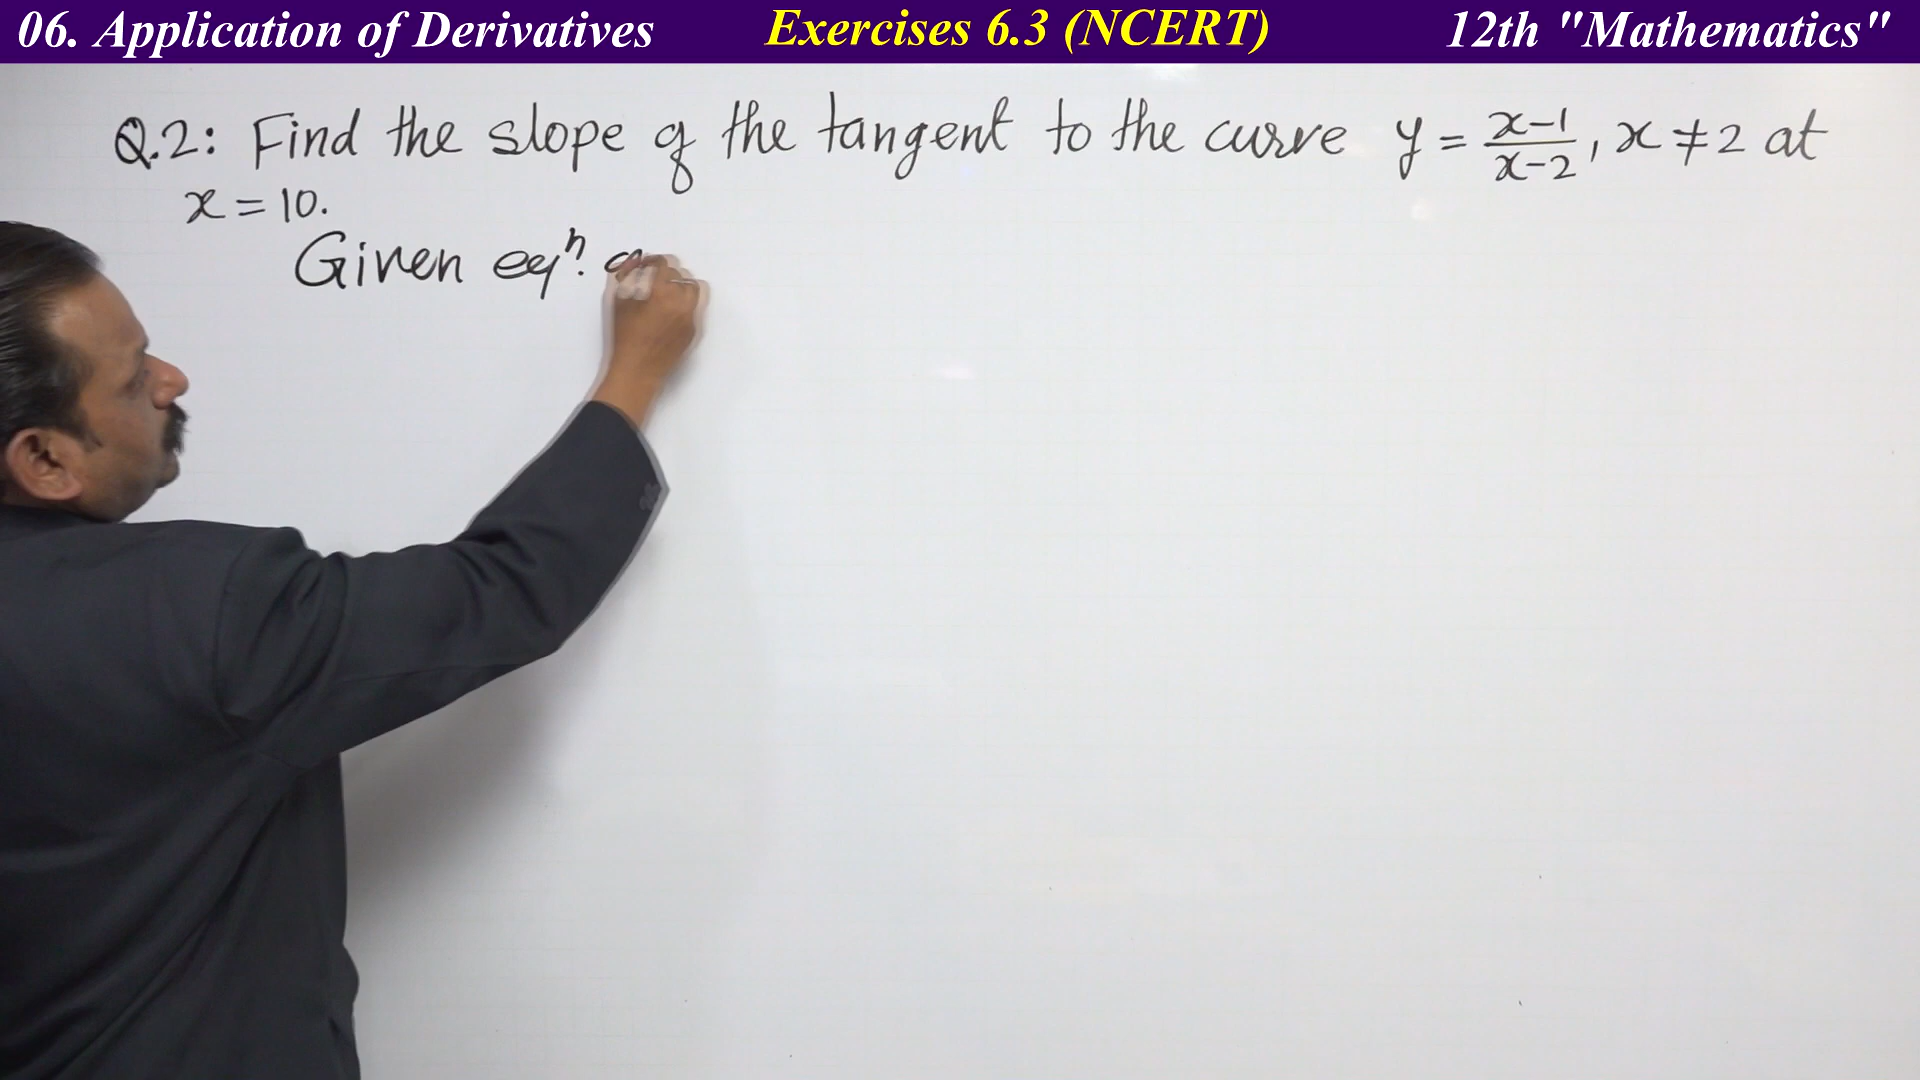 06. Application of Derivatives Exercises 6.3 (NCERT) 12th "Mathematics"
Q.2: Find the slope of the tangent to the curve y = \frac{x-1}{x-2}, x ≠ 2 at
x = 10.
Given eqⁿ.